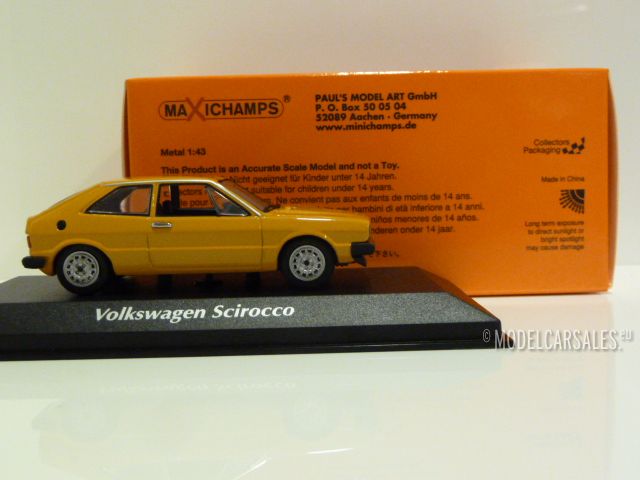 MAXICHAMPS®
PAUL'S MODEL ART GmbH
P. O. Box 50 05 04
52089 Aachen - Germany
www.minichamps.de
Metal 1:43
Collectors
Packaging
This Product is an Accurate Scale Model and not a Toy.
Nicht geeignet für Kinder unter 14 Jahren.
suitable for children under 14 years.
Ne convient pas aux enfants de moins de 14 ans.
per bambini di età inferiore a 14 anni.
niños menores de 14 años.
onderen under 14 jaar.
Made in China
Long term exposure
to direct sunlight or
bright spotlight
may cause damage
Volkswagen Scirocco
© MODELCARSALES.eu